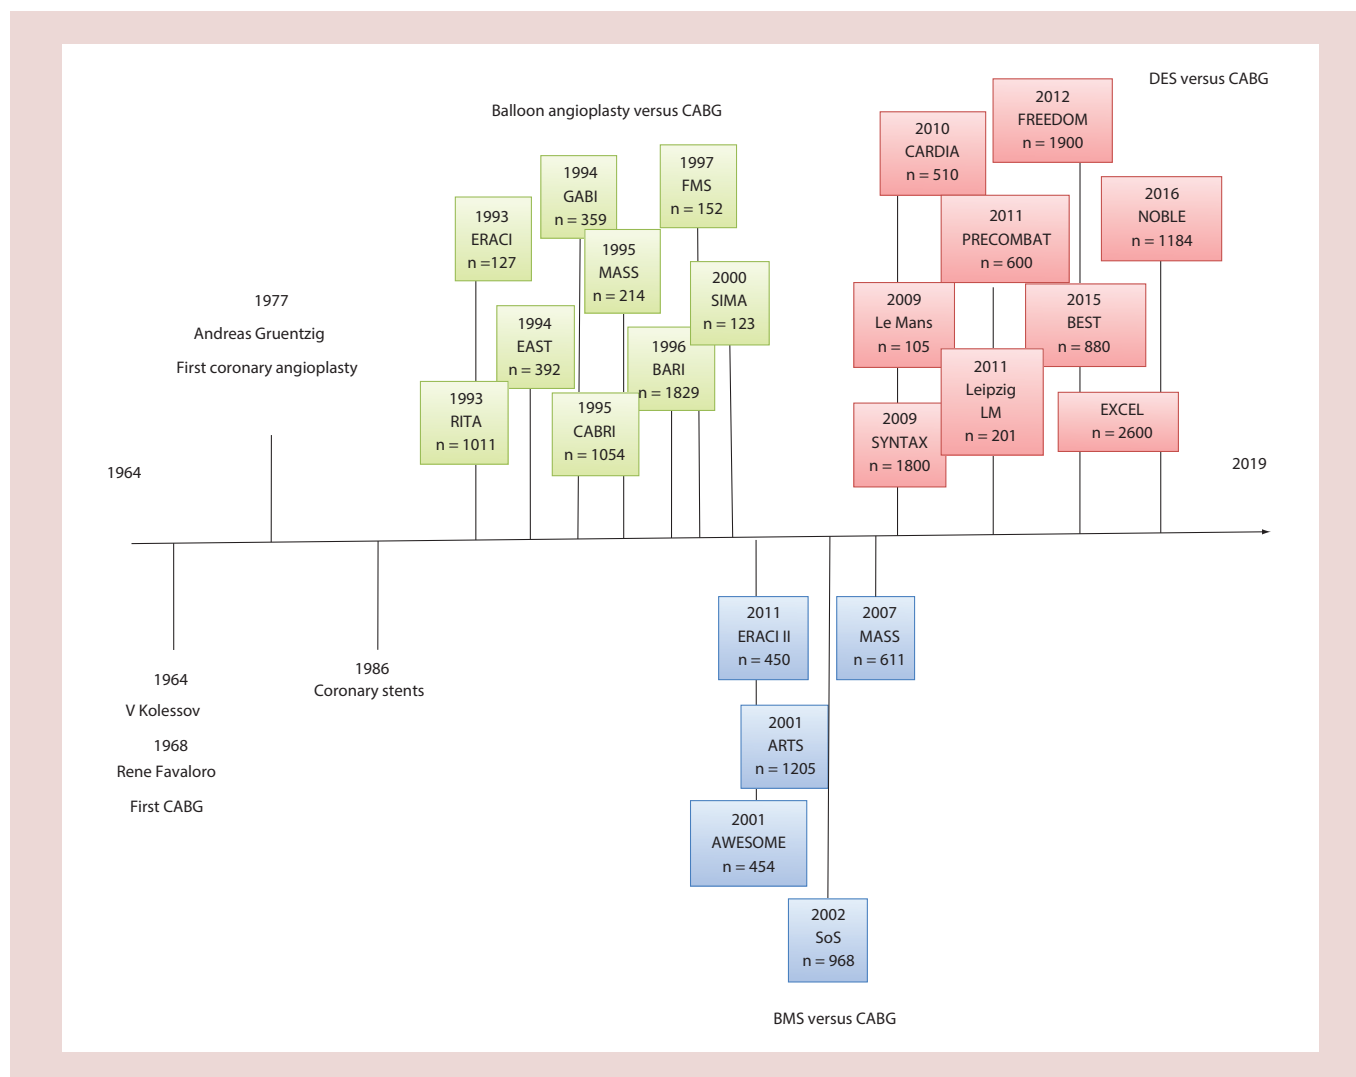 DES versus CABG
Balloon angioplasty versus CABG
2012
FREEDOM
n = 1900
2010
CARDIA
n = 510
1997
FMS
n = 152
1994
GABI
n = 359
2016
NOBLE
n = 1184
1993
ERACI
n =127
2011
PRECOMBAT
n = 600
1995
MASS
n = 214
2000
SIMA
n = 123
1977
Andreas Gruentzig
First coronary angioplasty
2009
Le Mans
n = 105
2015
BEST
n = 880
1994
EAST
n = 392
1996
BARI
n = 1829
2011
Leipzig
LM
n = 201
1993
RITA
n = 1011
1995
CABRI
n = 1054
2009
SYNTAX
n = 1800
EXCEL
n = 2600
1964
2019
2011
ERACI II
n = 450
2007
MASS
n = 611
1964
V Kolessov
1968
Rene Favaloro
First CABG
1986
Coronary stents
2001
ARTS
n = 1205
2001
AWESOME
n = 454
2002
SoS
n = 968
BMS versus CABG